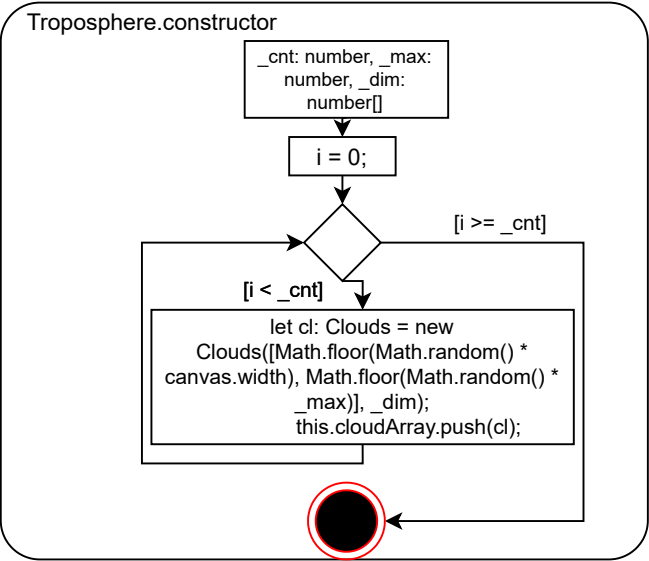 Troposphere.constructor
_cnt: number, _max:
number, _dim:
number[]
i = 0;
[i >= _cnt]
[i < _cnt]
let cl: Clouds = new
Clouds([Math.floor(Math.random() *
canvas.width), Math.floor(Math.random() *
_max)], _dim);
this.cloudArray.push(cl);